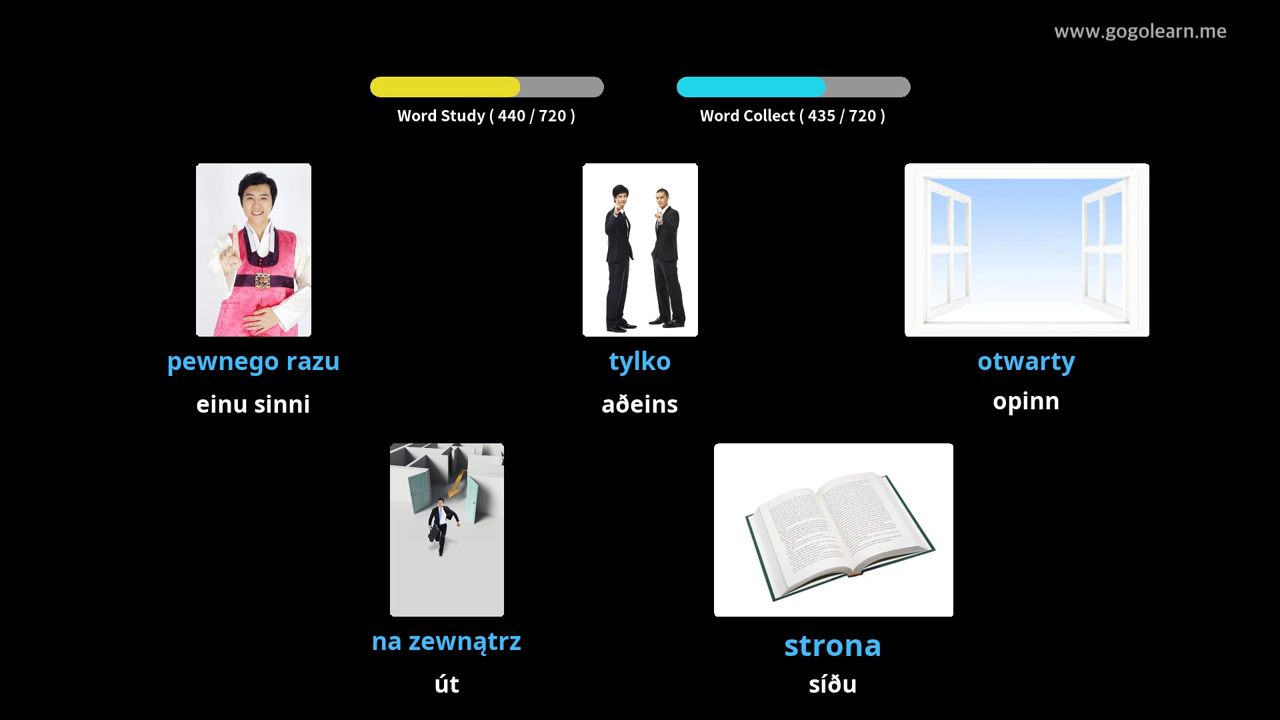 www.gogolearn.me
Word Study ( 440 / 720 )
Word Collect ( 435 / 720 )
pewnego razu
einu sinni
tylko
aðeins
otwarty
opinn
na zewnątrz
út
strona
síðu